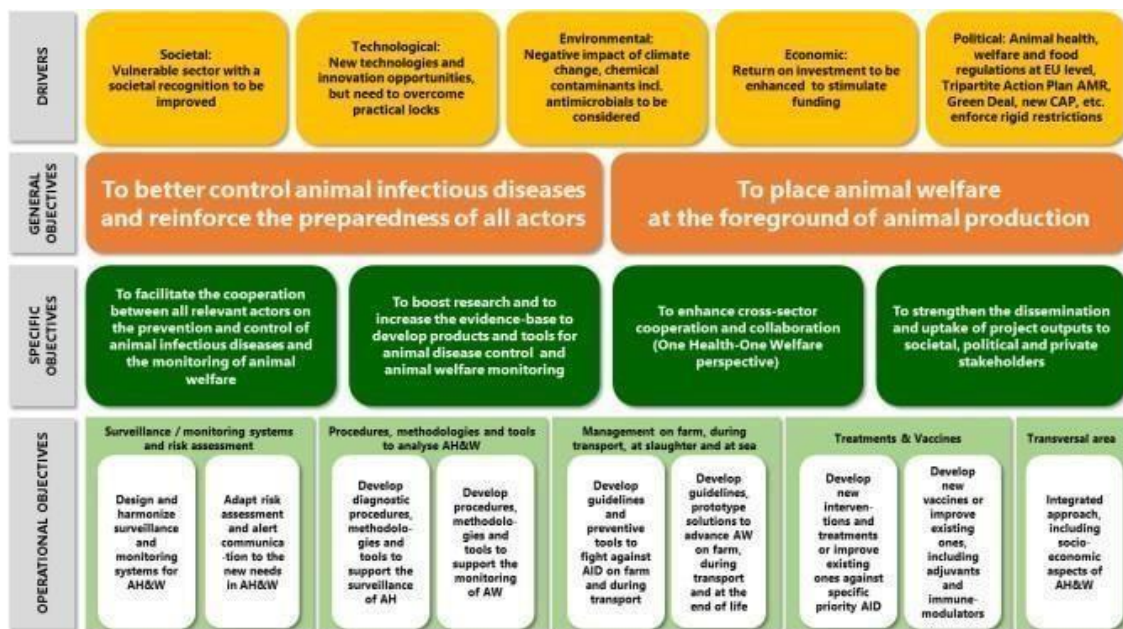 DRIVERS
Societal:
Vulnerable sector with a
societal recognition to be
improved
Technological:
New technologies and
innovation opportunities,
but need to overcome
practical locks
Environmental:
Negative impact of climate
change, chemical
contaminants incl.
antimicrobials to be
considered
Economic:
Return on investment to be
enhanced to stimulate
funding
Political: Animal health,
welfare and food
regulations at EU level,
Tripartite Action Plan AMR,
Green Deal, new CAP, etc.
enforce rigid restrictions
GENERAL
OBJECTIVES
To better control animal infectious diseases
and reinforce the preparedness of all actors
To place animal welfare
at the foreground of animal production
SPECIFIC
OBJECTIVES
To facilitate the cooperation
between all relevant actors on
the prevention and control of
animal infectious diseases and
the monitoring of animal
welfare
To boost research and to
increase the evidence-base to
develop products and tools for
animal disease control and
animal welfare monitoring
To enhance cross-sector
cooperation and collaboration
(One Health-One Welfare
perspective)
To strengthen the dissemination
and uptake of project outputs to
societal, political and private
stakeholders
OPERATIONAL OBJECTIVES
Surveillance / monitoring systems
and risk assessment
Design and
harmonize
surveillance
and
monitoring
systems for
AH&W
Adapt risk
assessment
and alert
communica
-tion to the
new needs
in AH&W
Procedures, methodologies and tools
to analyse AH&W
Develop
diagnostic
procedures,
methodolo-
gies and
tools to
support the
surveillance
of AH
Develop
procedures,
methodolo-
gies and
tools to
support the
monitoring
of AW
Management on farm, during
transport, at slaughter and at sea
Develop
guidelines
and
preventive
tools to
fight against
AID on farm
and during
transport
Develop
guidelines,
prototype
solutions to
advance AW
on farm,
during
transport
and at the
end of life
Treatments & Vaccines
Develop
new
interven-
tions and
treatments
or improve
existing
ones against
specific
priority AID
Develop
new
vaccines or
improve
existing
ones,
including
adjuvants
and
immune-
modulators
Transversal area
Integrated
approach,
including
socio-
economic
aspects of
AH&W